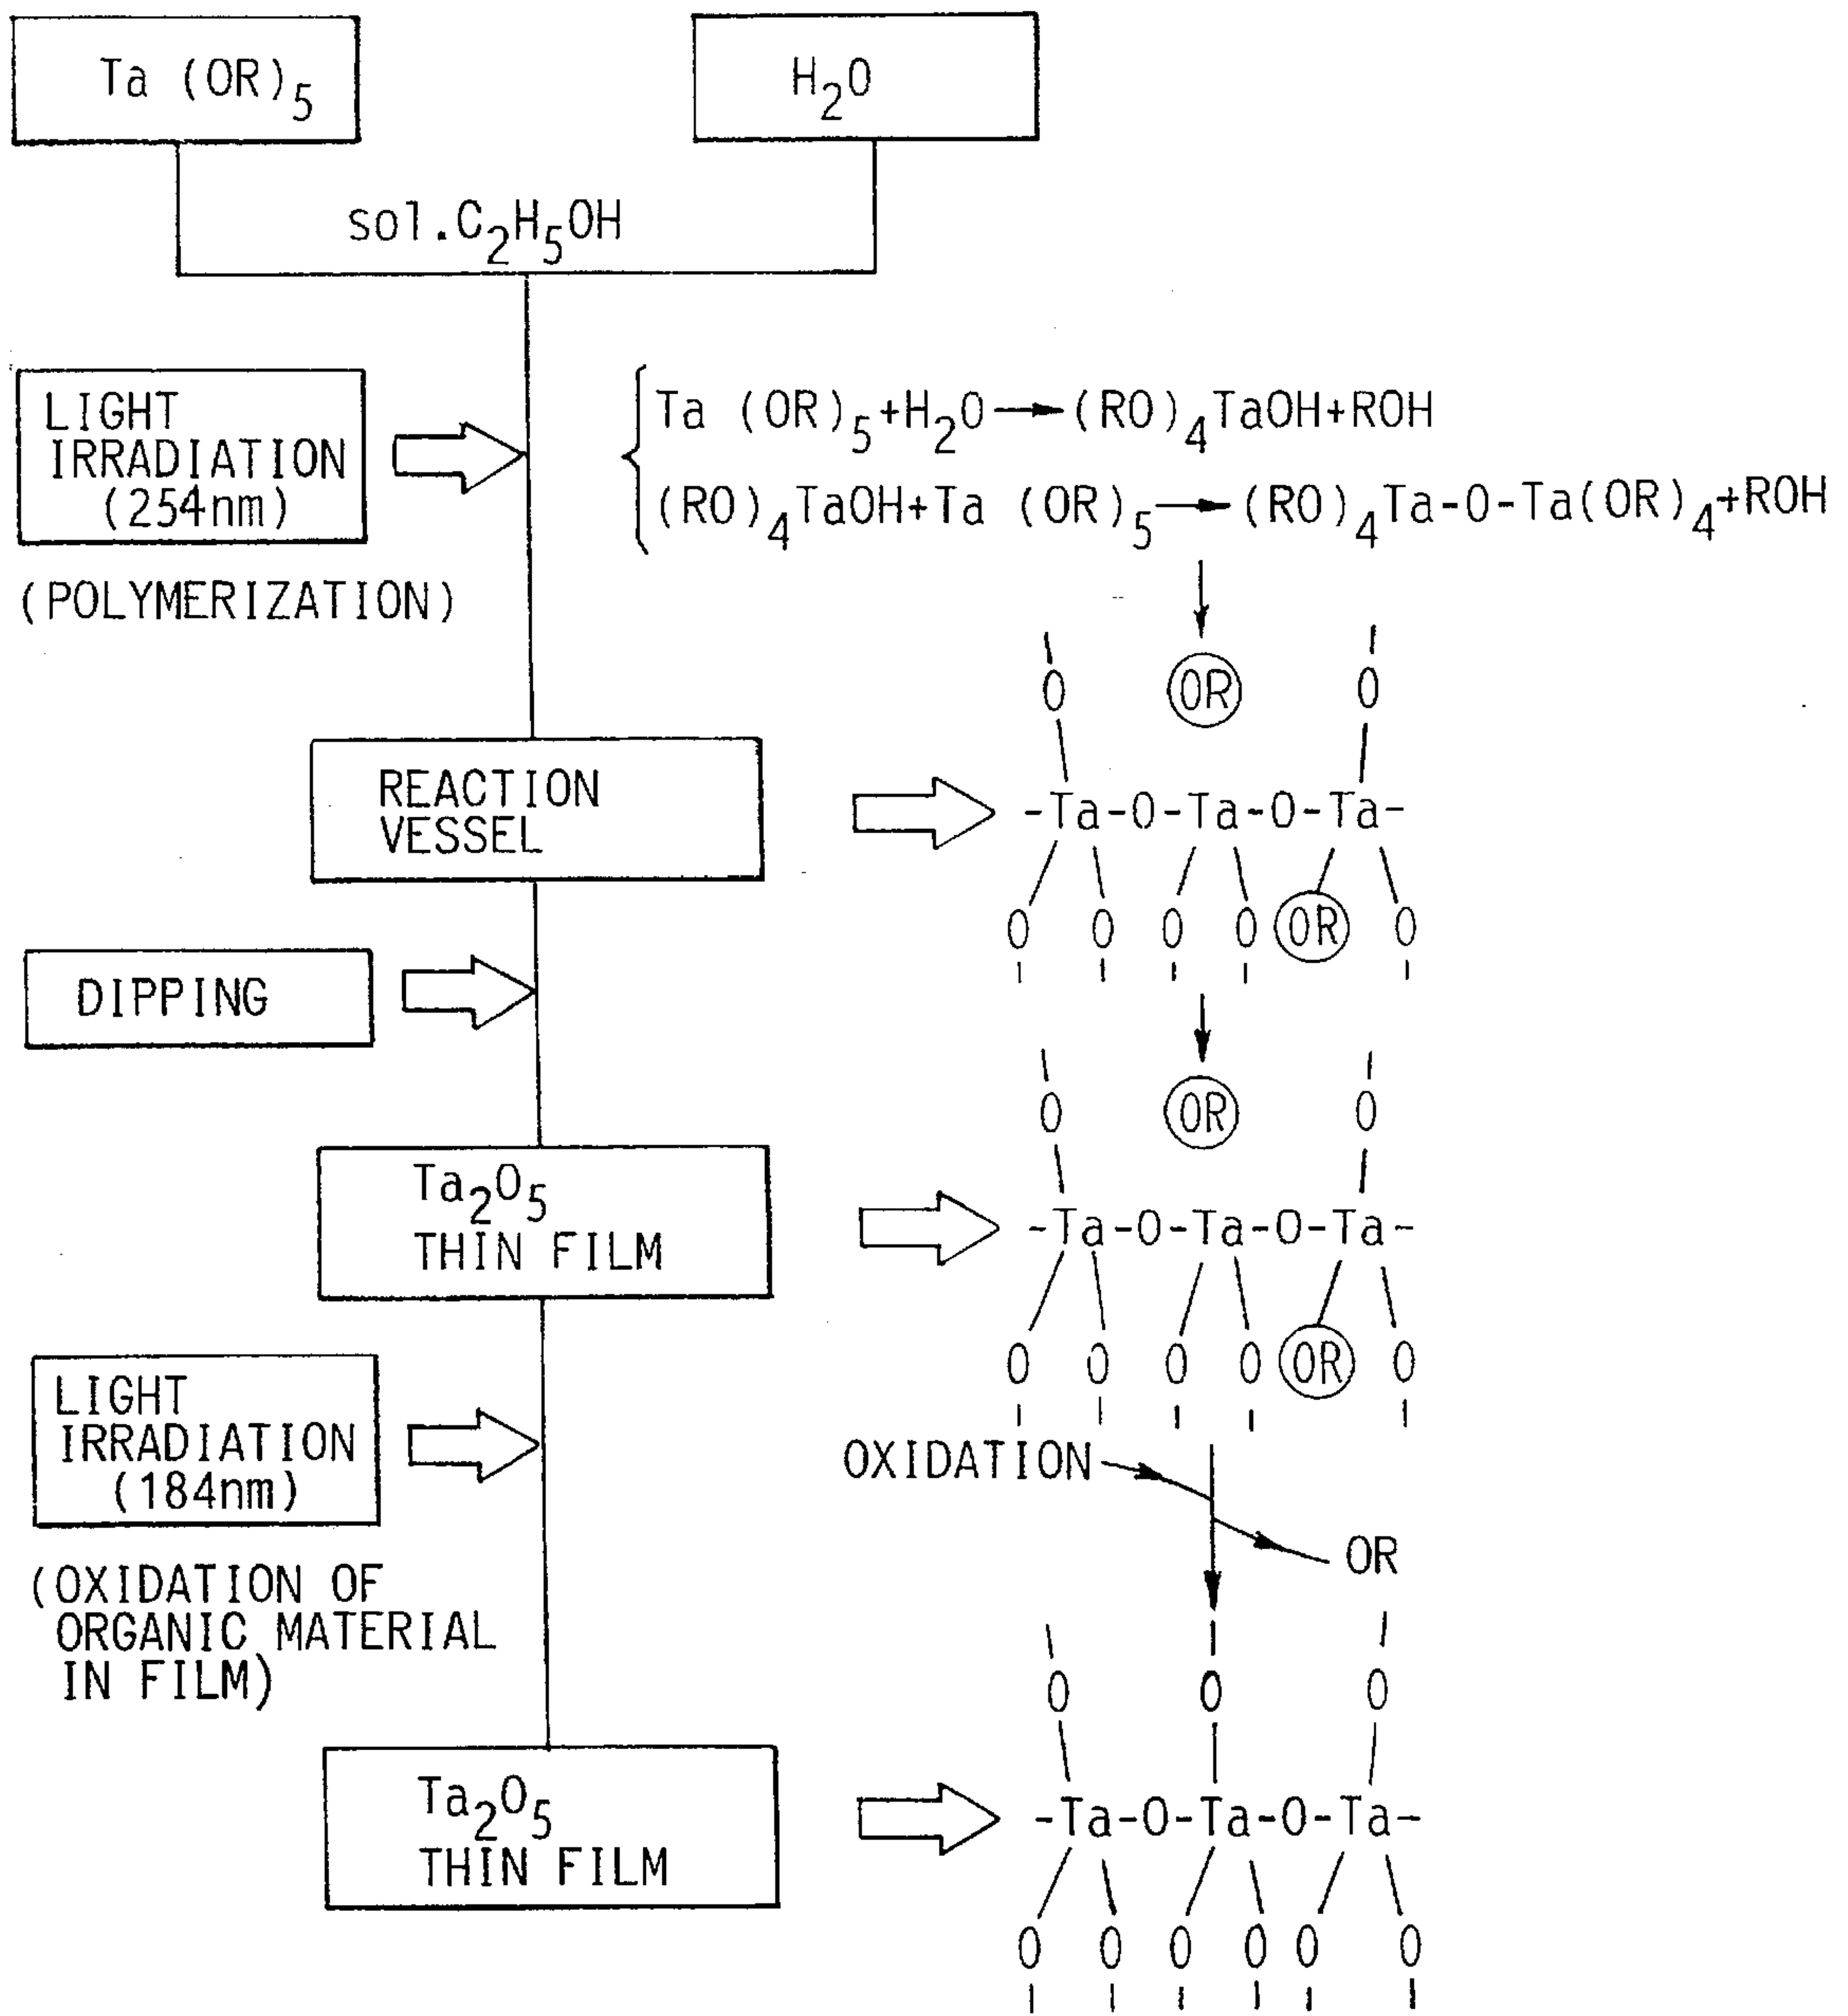 Ta (OR)₅
H₂O
sol.C₂H₅OH
LIGHT
IRRADIATION
(254nm)
(POLYMERIZATION)
Ta (OR)₅+H₂O→(RO)₄TaOH+ROH
(RO)₄TaOH+Ta (OR)₅→(RO)₄Ta-O-Ta(OR)₄+ROH
O OR O
REACTION
VESSEL
-Ta-O-Ta-O-Ta-
O O O O OR O
DIPPING
O OR O
Ta₂O₅
THIN FILM
-Ta-O-Ta-O-Ta-
O O O O OR O
LIGHT
IRRADIATION
(184nm)
OXIDATION
OR
(OXIDATION OF
ORGANIC MATERIAL
IN FILM)
O O O
Ta₂O₅
THIN FILM
-Ta-O-Ta-O-Ta-
O O O O O O